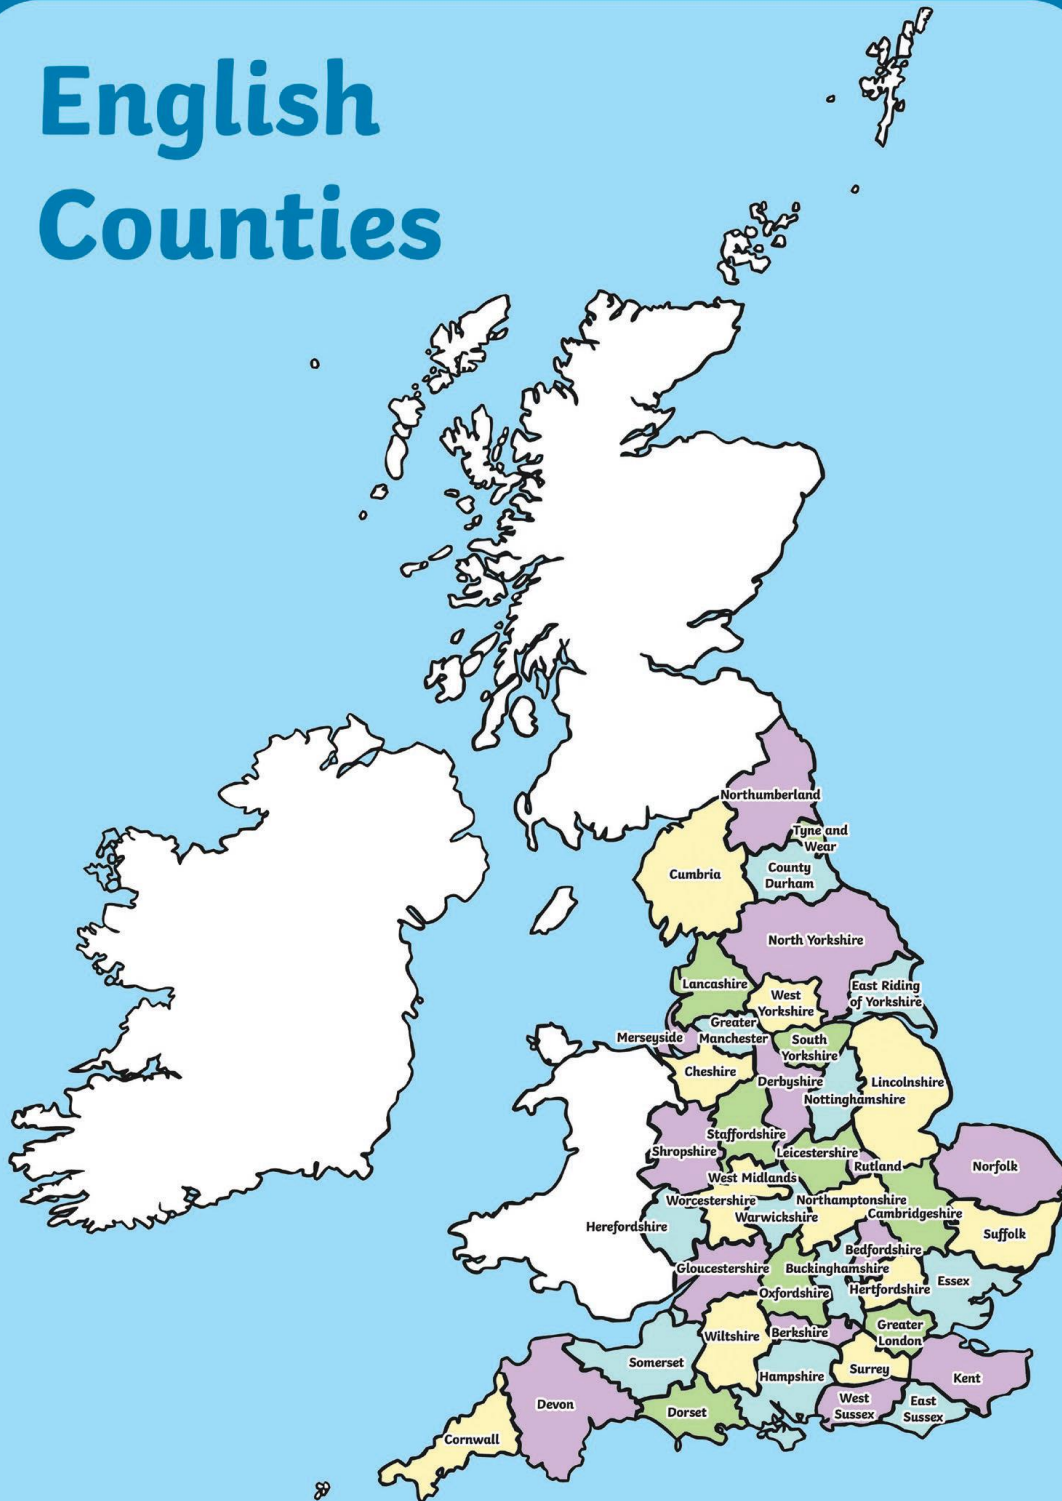 English
Counties
Northumberland
Tyne and
Wear
Cumbria
County
Durham
North Yorkshire
Lancashire
West
Yorkshire
East Riding
of Yorkshire
Merseyside
Greater
Manchester
South
Yorkshire
Cheshire
Derbyshire
Nottinghamshire
Lincolnshire
Staffordshire
Shropshire
Leicestershire
Rutland
Norfolk
West Midlands
Worcestershire
Warwickshire
Northamptonshire
Cambridgeshire
Herefordshire
Suffolk
Bedfordshire
Gloucestershire
Buckinghamshire
Oxfordshire
Hertfordshire
Essex
Wiltshire
Berkshire
Greater
London
Somerset
Hampshire
Surrey
Kent
Devon
Dorset
West
Sussex
East
Sussex
Cornwall